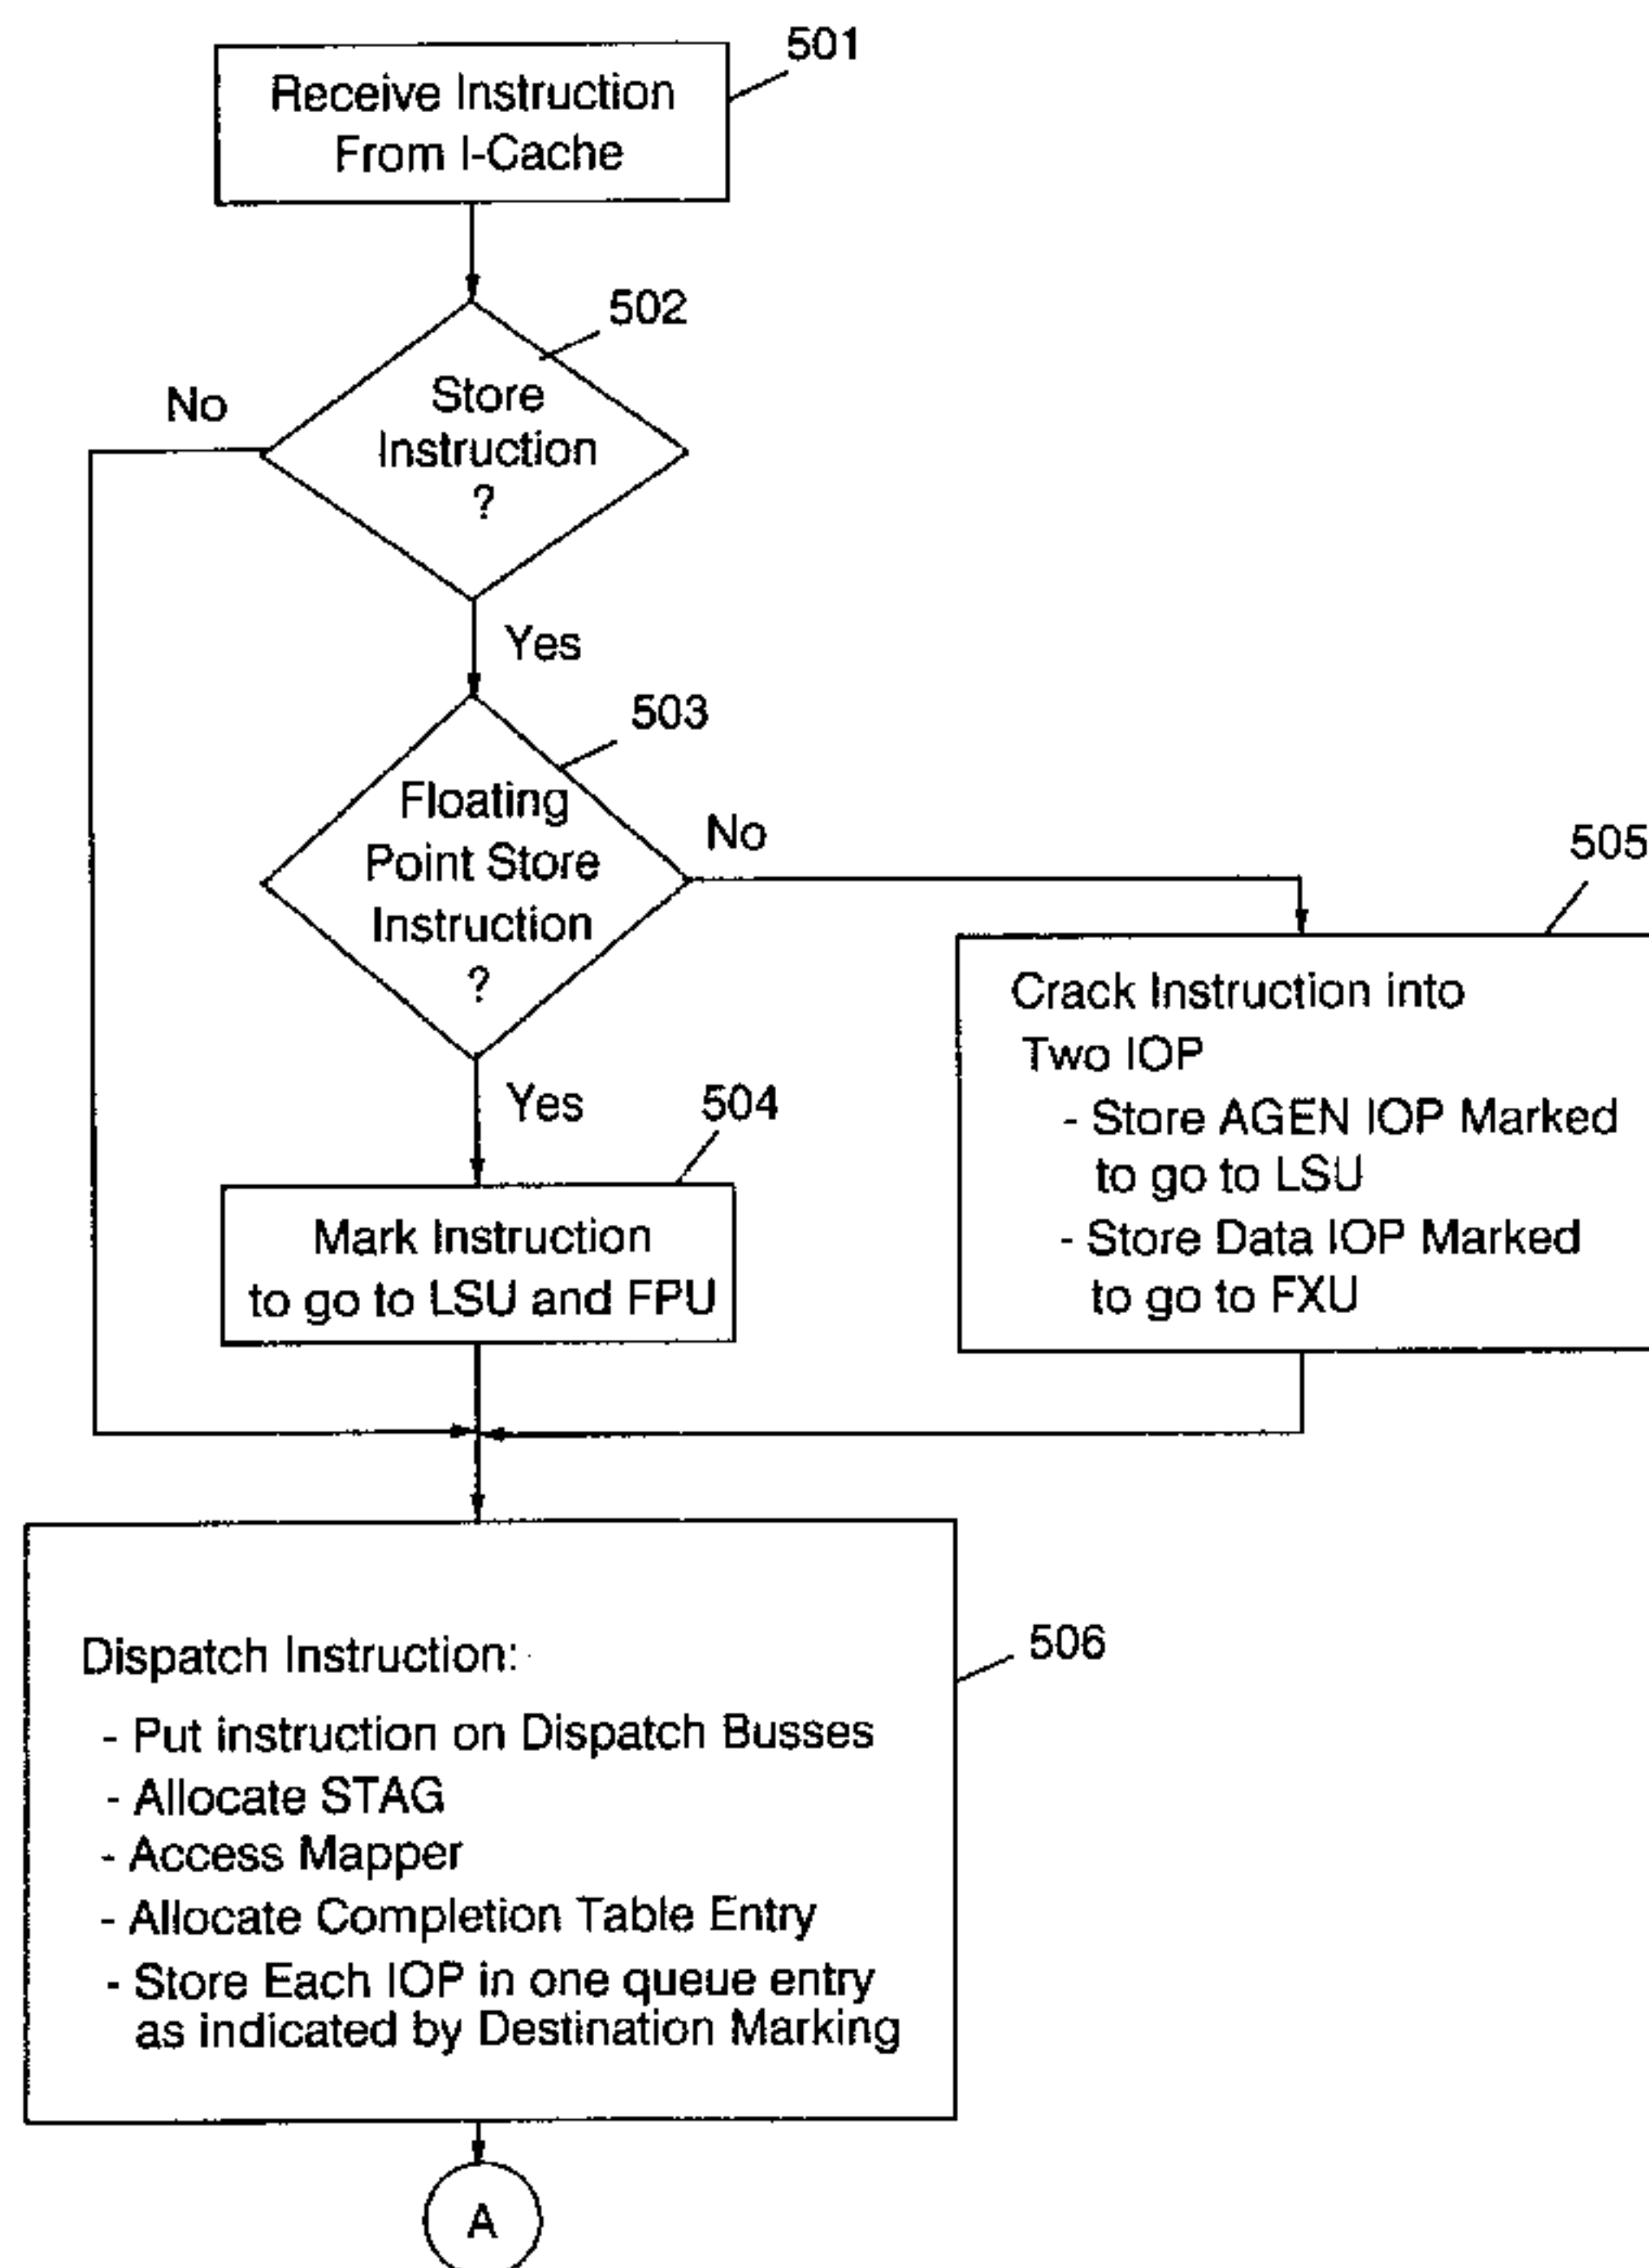 501
Receive Instruction
From I-Cache
502
No
Store
Instruction
?
Yes
503
Floating
Point Store
Instruction
?
No
505
Crack Instruction into
Two IOP
- Store AGEN IOP Marked
to go to LSU
- Store Data IOP Marked
to go to FXU
Yes
504
Mark Instruction
to go to LSU and FPU
506
Dispatch Instruction:
- Put instruction on Dispatch Busses
- Allocate STAG
- Access Mapper
- Allocate Completion Table Entry
- Store Each IOP in one queue entry
as indicated by Destination Marking
A